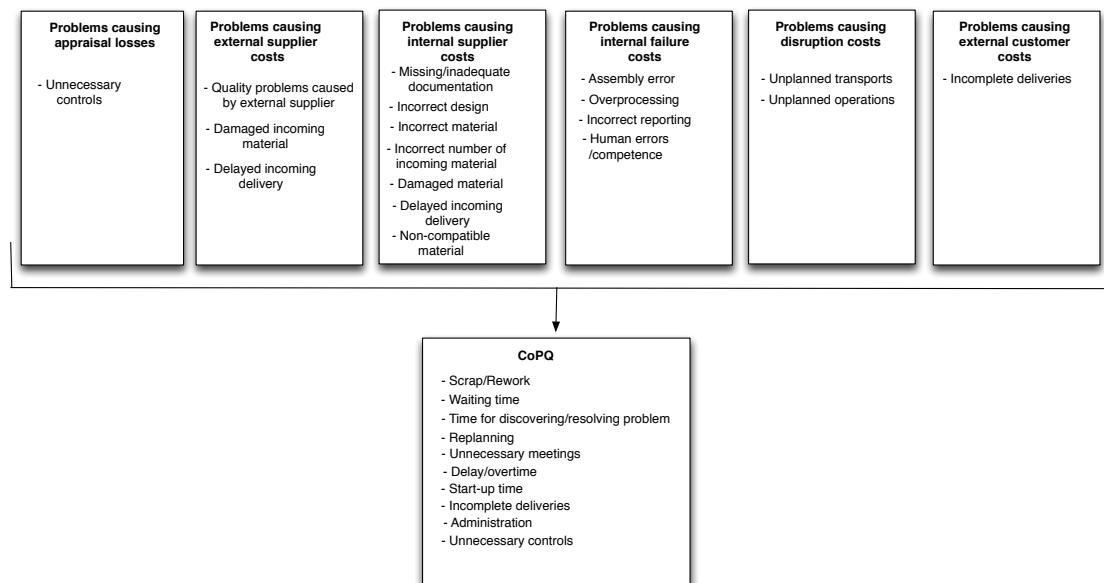 Problems causing
appraisal losses
- Unnecessary
controls
Problems causing
external supplier
costs
- Quality problems caused
by external supplier
- Damaged incoming
material
- Delayed incoming
delivery
Problems causing
internal supplier
costs
- Missing/inadequate
documentation
- Incorrect design
- Incorrect material
- Incorrect number of
incoming material
- Damaged material
- Delayed incoming
delivery
- Non-compatible
material
Problems causing
internal failure
costs
- Assembly error
- Overprocessing
- Incorrect reporting
- Human errors
/competence
Problems causing
disruption costs
- Unplanned transports
- Unplanned operations
Problems causing
external customer
costs
- Incomplete deliveries
CoPQ
- Scrap/Rework
- Waiting time
- Time for discovering/resolving problem
- Replanning
- Unnecessary meetings
- Delay/overtime
- Start-up time
- Incomplete deliveries
- Administration
- Unnecessary controls